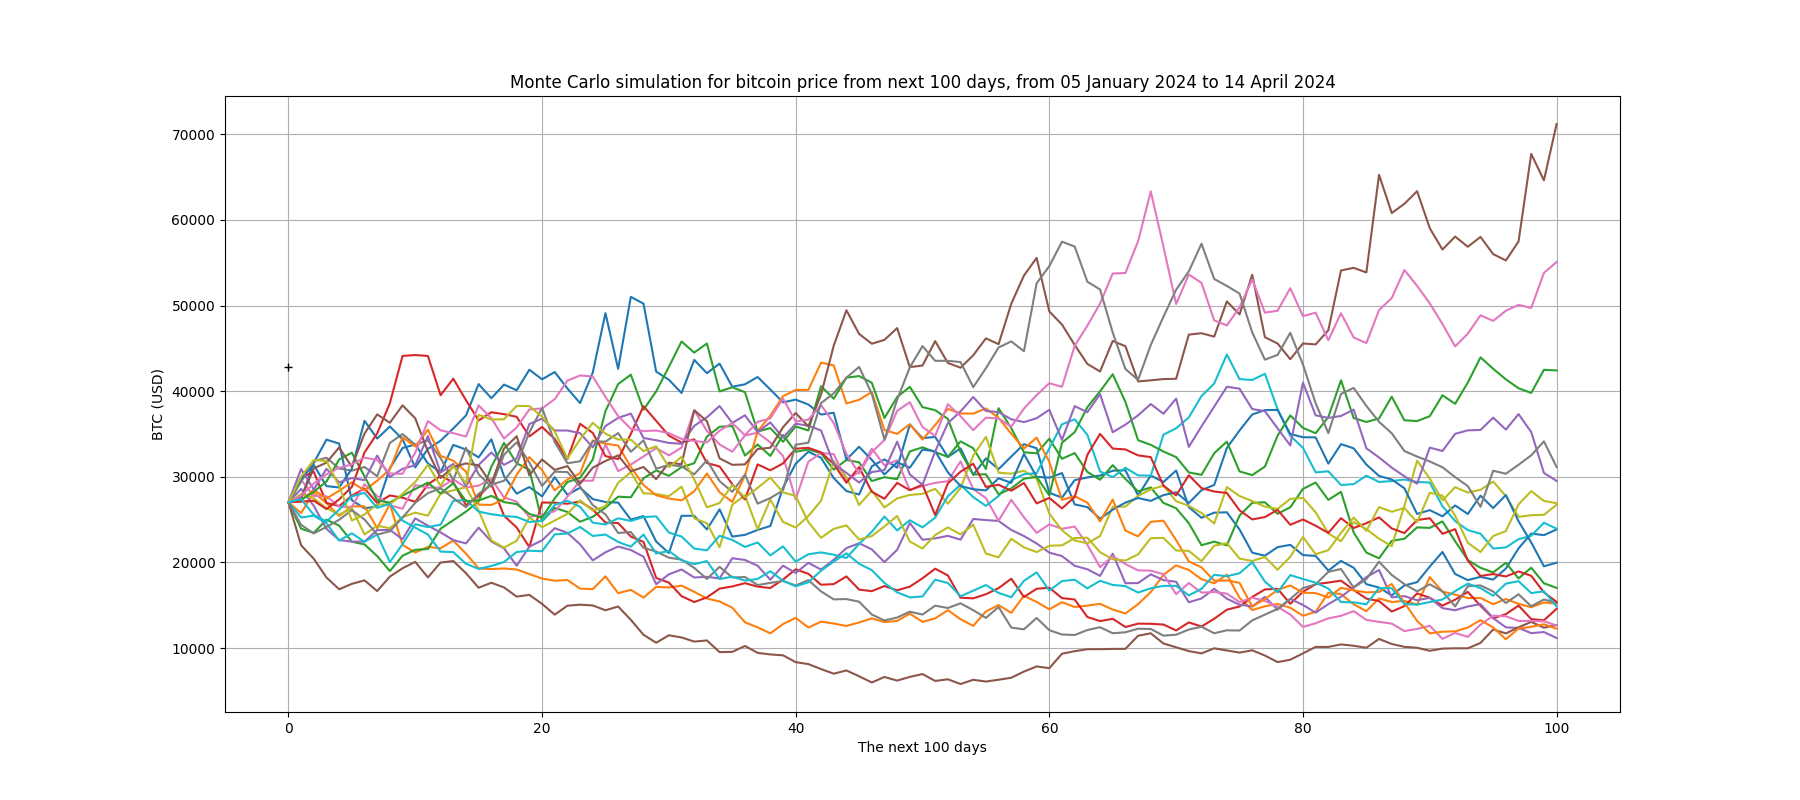 Monte Carlo simulation for bitcoin price from next 100 days, from 05 January 2024 to 14 April 2024
70000
60000
50000
40000
30000
20000
10000
BTC (USD)
0 20 40 60 80 100
The next 100 days